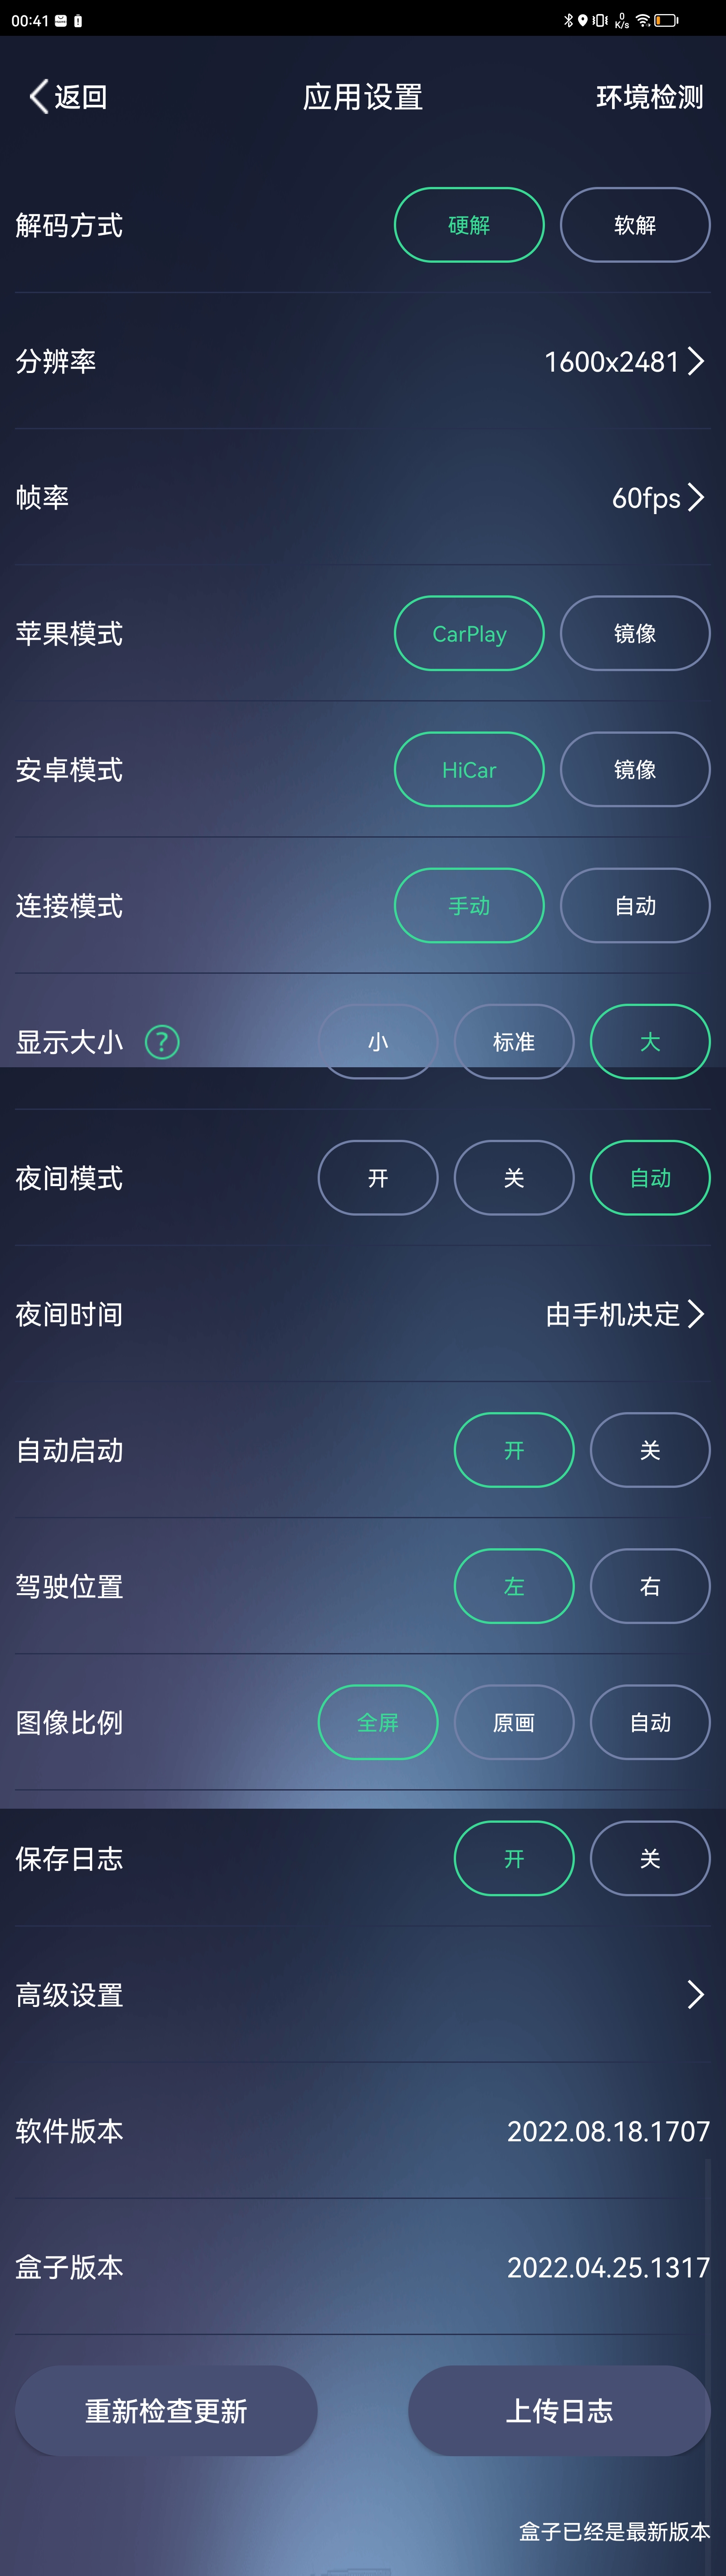 00:41 0 K/s
返回 应用设置 环境检测
解码方式 硬解 软解
分辨率 1600x2481
帧率 60fps
苹果模式 CarPlay 镜像
安卓模式 HiCar 镜像
连接模式 手动 自动
显示大小 ? 小 标准 大
夜间模式 开 关 自动
夜间时间 由手机决定
自动启动 开 关
驾驶位置 左 右
图像比例 全屏 原画 自动
保存日志 开 关
高级设置
软件版本 2022.08.18.1707
盒子版本 2022.04.25.1317
重新检查更新 上传日志
盒子已经是最新版本